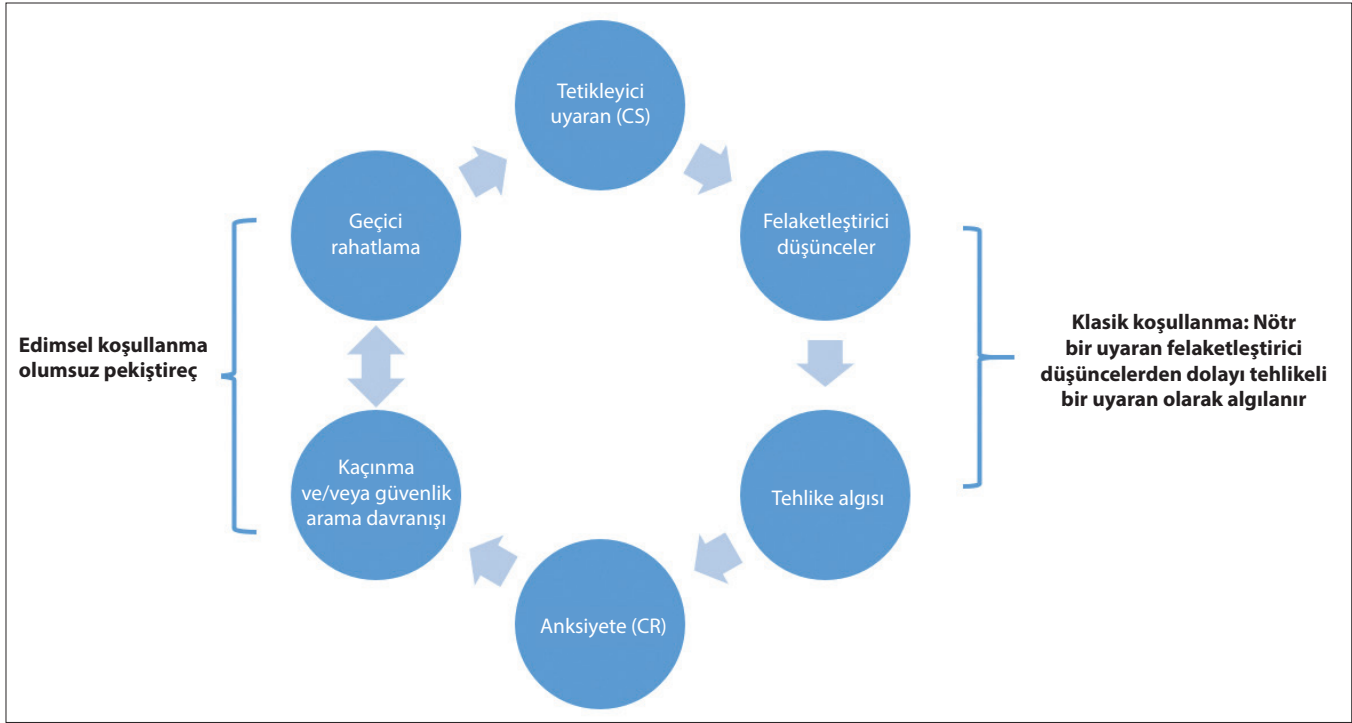 Tetikleyici
uyaran (CS)
Geçici
rahatlama
Felaketleştirici
düşünceler
Edimsel koşullanma
olumsuz pekiştireç
Klasik koşullanma: Nötr
bir uyaran felaketleştirici
düşüncelerden dolayı tehlikeli
bir uyaran olarak algılanır
Kaçınma
ve/veya güvenlik
arama davranışı
Tehlike algısı
Anksiyete (CR)